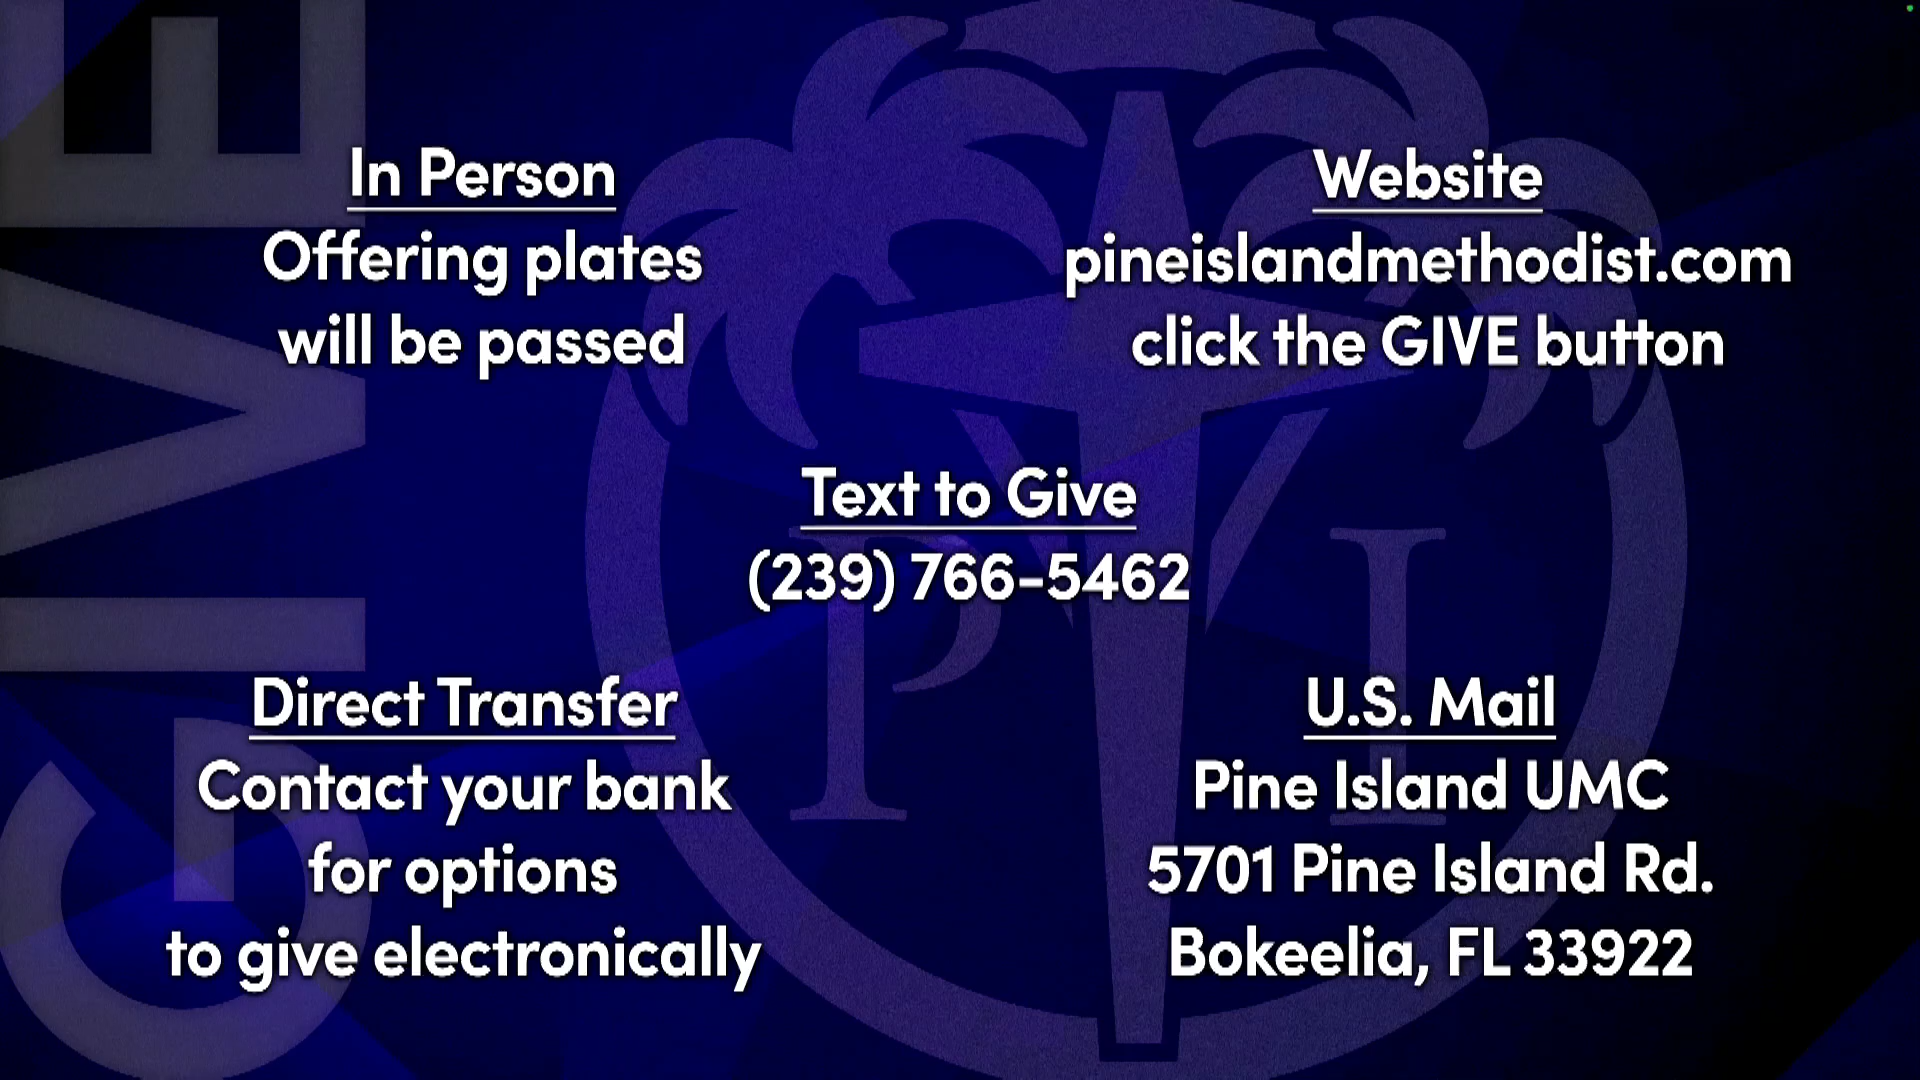 GIVE
In Person
Offering plates
will be passed
Website
pineislandmethodist.com
click the GIVE button
Text to Give
(239) 766-5462
P I
Direct Transfer
Contact your bank
for options
to give electronically
U.S. Mail
Pine Island UMC
5701 Pine Island Rd.
Bokeelia, FL 33922